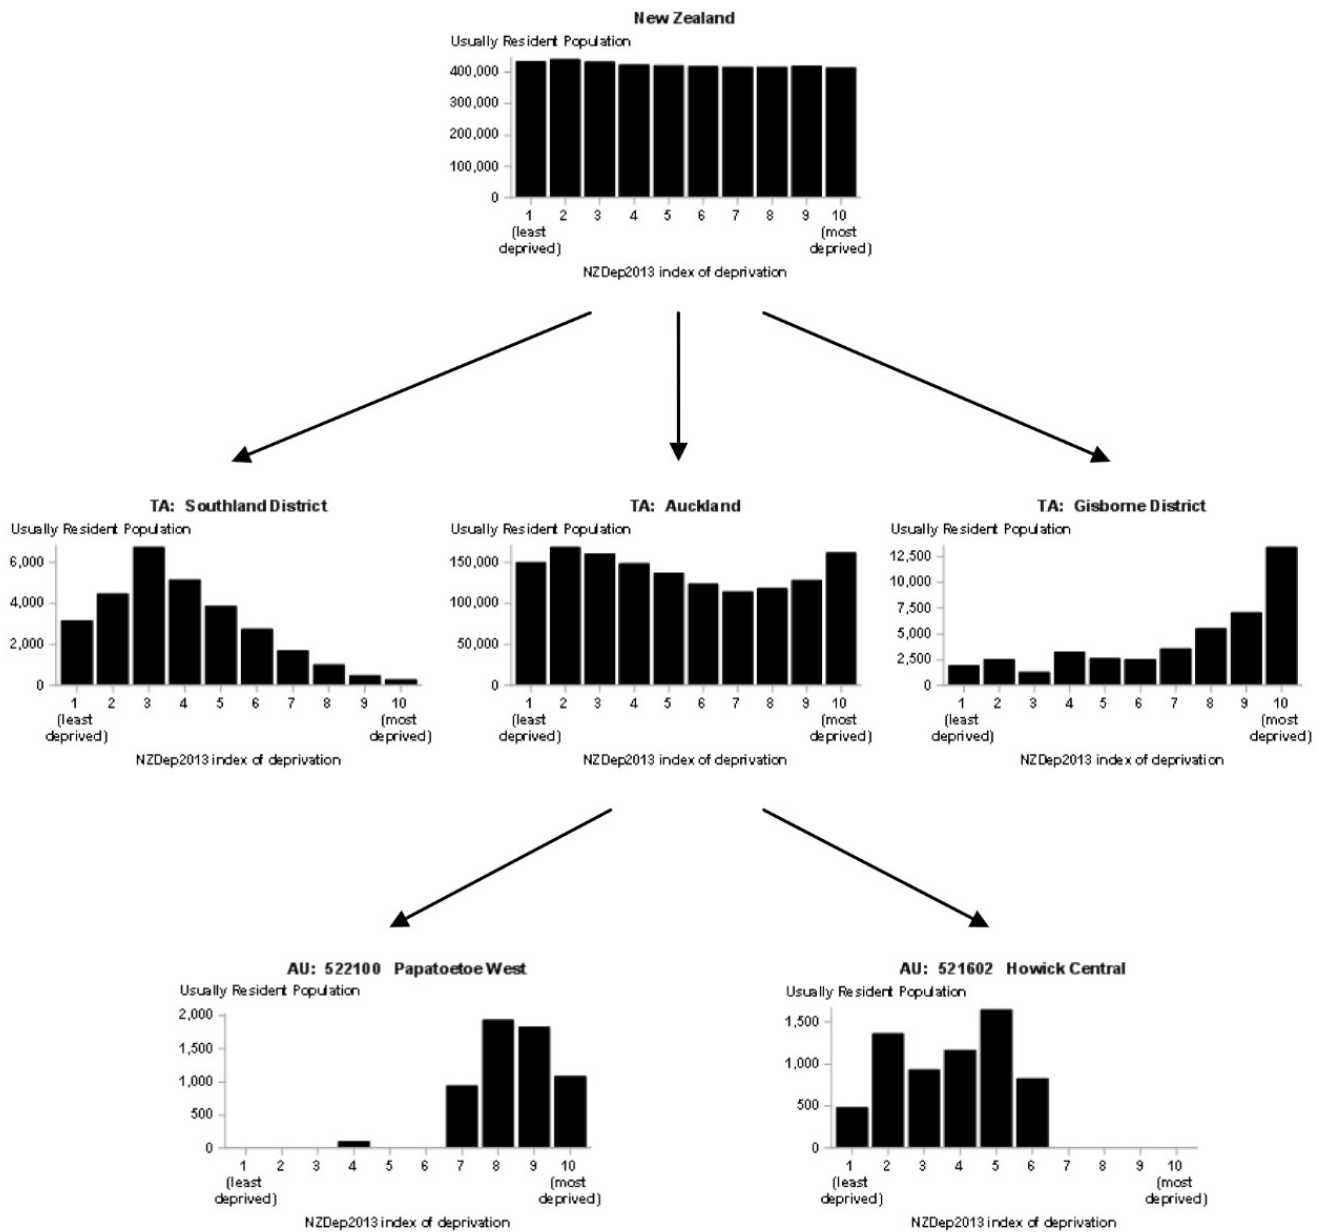 New Zealand
Usually Resident Population
400,000
300,000
200,000
100,000
0
1 2 3 4 5 6 7 8 9 10
(least (most
deprived) deprived)
NZDep2013 index of deprivation
TA: Southland District
Usually Resident Population
6,000
4,000
2,000
0
1 2 3 4 5 6 7 8 9 10
(least (most
deprived) deprived)
NZDep2013 index of deprivation
TA: Auckland
Usually Resident Population
150,000
100,000
50,000
0
1 2 3 4 5 6 7 8 9 10
(least (most
deprived) deprived)
NZDep2013 index of deprivation
TA: Gisborne District
Usually Resident Population
12,500
10,000
7,500
5,000
2,500
0
1 2 3 4 5 6 7 8 9 10
(least (most
deprived) deprived)
NZDep2013 index of deprivation
AU: 522100 Papatoetoe West
Usually Resident Population
2,000
1,500
1,000
500
0
1 2 3 4 5 6 7 8 9 10
(least (most
deprived) deprived)
NZDep2013 index of deprivation
AU: 521602 Howick Central
Usually Resident Population
1,500
1,000
500
0
1 2 3 4 5 6 7 8 9 10
(least (most
deprived) deprived)
NZDep2013 index of deprivation